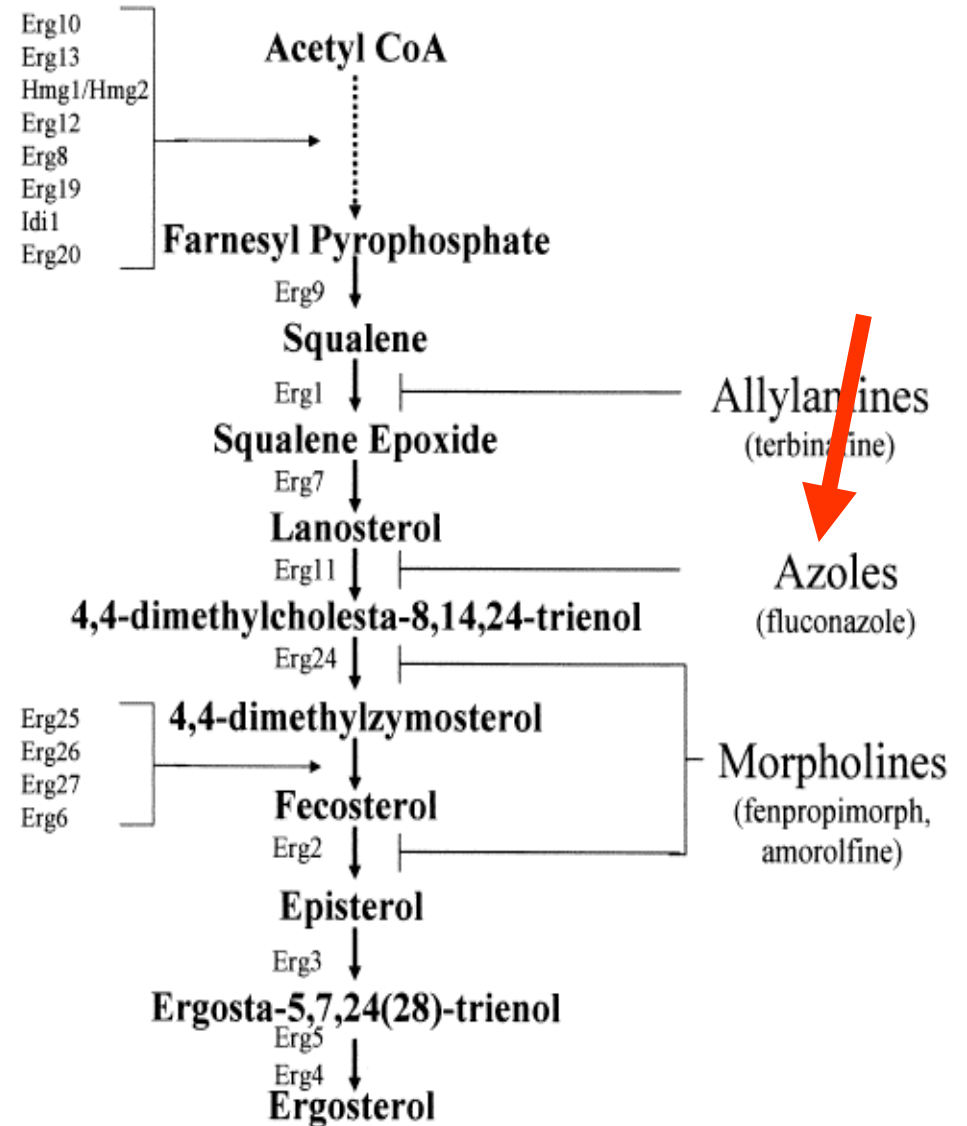 Erg10
Erg13
Hmg1/Hmg2
Erg12
Erg8
Erg19
Idi1
Erg20
Acetyl CoA
Farnesyl Pyrophosphate
Erg9
Squalene
Erg1
Allylamines
(terbinafine)
Squalene Epoxide
Erg7
Lanosterol
Erg11
Azoles
(fluconazole)
4,4-dimethylcholesta-8,14,24-trienol
Erg24
4,4-dimethylzymosterol
Erg25
Erg26
Erg27
Erg6
Morpholines
(fenpropimorph,
amorolfine)
Fecosterol
Erg2
Episterol
Erg3
Ergosta-5,7,24(28)-trienol
Erg5
Erg4
Ergosterol